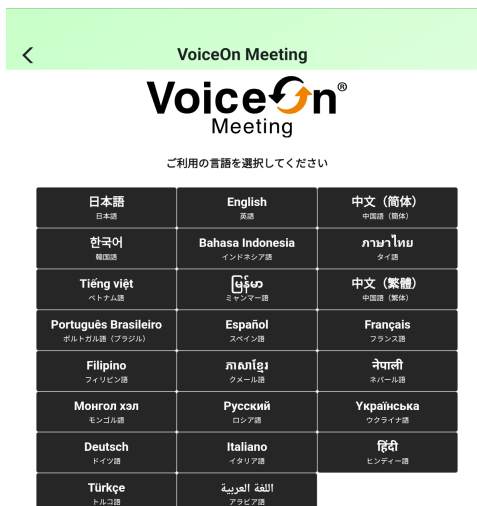 VoiceOn Meeting
VoiceOn®
Meeting
ご利用の言語を選択してください
日本語 English 中文（简体）
日本語 英語 中国語（簡体）
한국어 Bahasa Indonesia ภาษาไทย
韓国語 インドネシア語 タイ語
Tiếng việt မြန်မာ 中文（繁體）
ベトナム語 ミャンマー語 中国語（繁体）
Português Brasileiro Español Français
ポルトガル語（ブラジル） スペイン語 フランス語
Filipino ភាសាខ្មែរ नेपाली
フィリピン語 クメール語 ネパール語
Монгол хэл Русский Українська
モンゴル語 ロシア語 ウクライナ語
Deutsch Italiano हिंदी
ドイツ語 イタリア語 ヒンディー語
Türkçe اللغة العربية
トルコ語 アラビア語